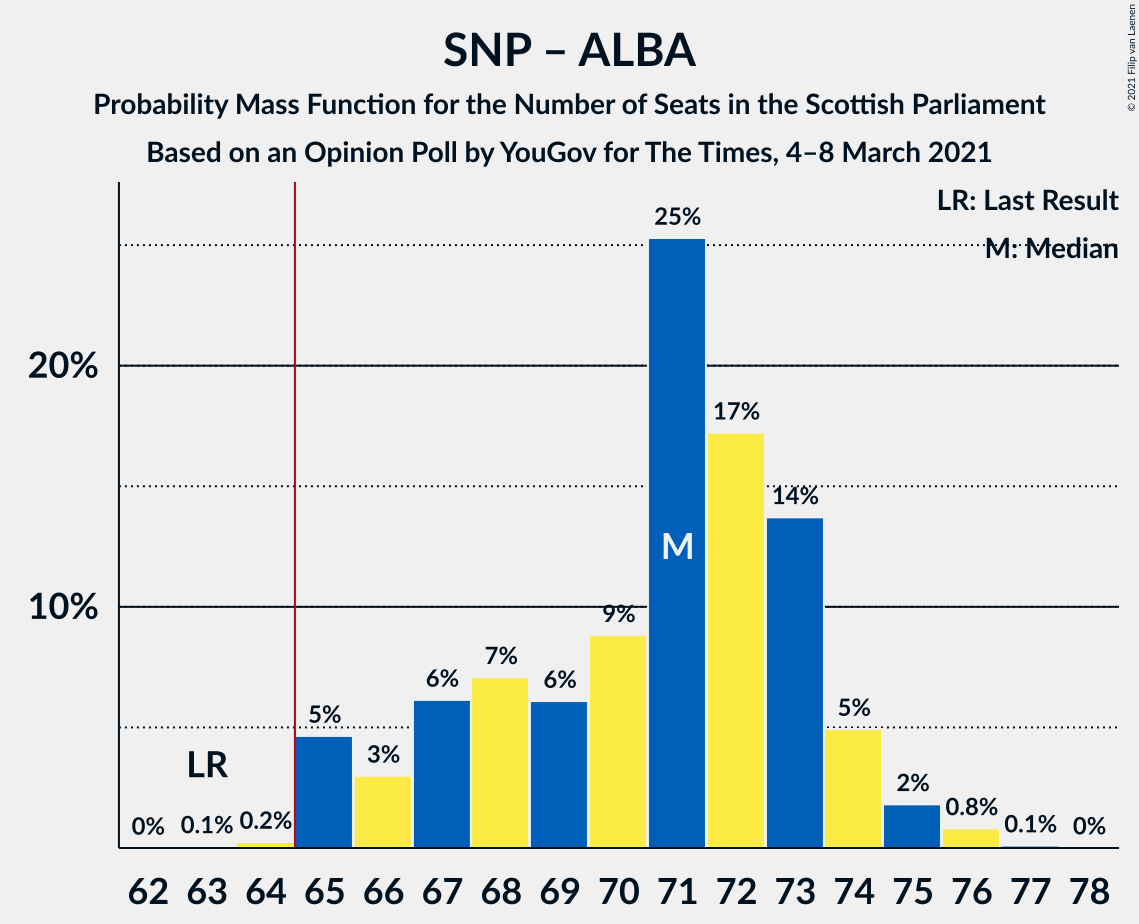 SNP – ALBA
Probability Mass Function for the Number of Seats in the Scottish Parliament
Based on an Opinion Poll by YouGov for The Times, 4–8 March 2021
© 2021 Filip van Laenen
LR: Last Result
M: Median
20%
10%
0%
0.1%
0.2%
5%
3%
6%
7%
6%
9%
25%
17%
14%
5%
2%
0.8%
0.1%
0%
LR
M
62 63 64 65 66 67 68 69 70 71 72 73 74 75 76 77 78